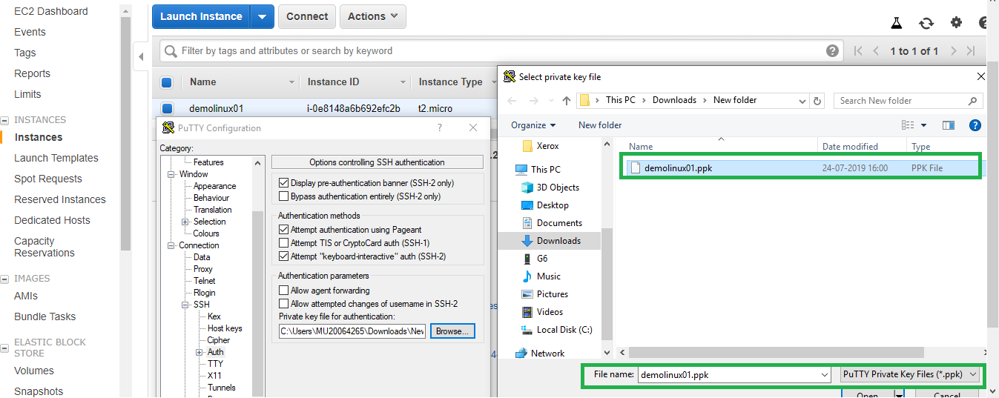 EC2 Dashboard
Events
Tags
Reports
Limits
INSTANCES
Instances
Launch Templates
Spot Requests
Reserved Instances
Dedicated Hosts
Capacity
Reservations
IMAGES
AMIs
Bundle Tasks
ELASTIC BLOCK
STORE
Volumes
Snapshots
Launch Instance
Connect
Actions
Filter by tags and attributes or search by keyword
1 to 1 of 1
Name
Instance ID
Instance Type
demolinux01
i-0e8148a6b692efc2b
t2.micro
PuTTY Configuration
?
Category:
Features
Window
Appearance
Behaviour
Translation
Selection
Colours
Connection
Data
Proxy
Telnet
Rlogin
SSH
Kex
Host keys
Cipher
Auth
TTY
X11
Tunnels
Options controlling SSH authentication
Display pre-authentication banner (SSH-2 only)
Bypass authentication entirely (SSH-2 only)
Authentication methods
Attempt authentication using Pageant
Attempt TIS or CryptoCard auth (SSH-1)
Attempt "keyboard-interactive" auth (SSH-2)
Authentication parameters
Allow agent forwarding
Allow attempted changes of username in SSH-2
Private key file for authentication:
C:\Users\MU20064265\Downloads\New
Browse...
Select private key file
This PC > Downloads > New folder
Search New folder
Organize
New folder
Xerox
This PC
3D Objects
Desktop
Documents
Downloads
G6
Music
Pictures
Videos
Local Disk (C:)
Network
Name
Date modified
Type
demolinux01.ppk
24-07-2019 16:00
PPK File
File name:
demolinux01.ppk
PuTTY Private Key Files (*.ppk)
Open
Cancel